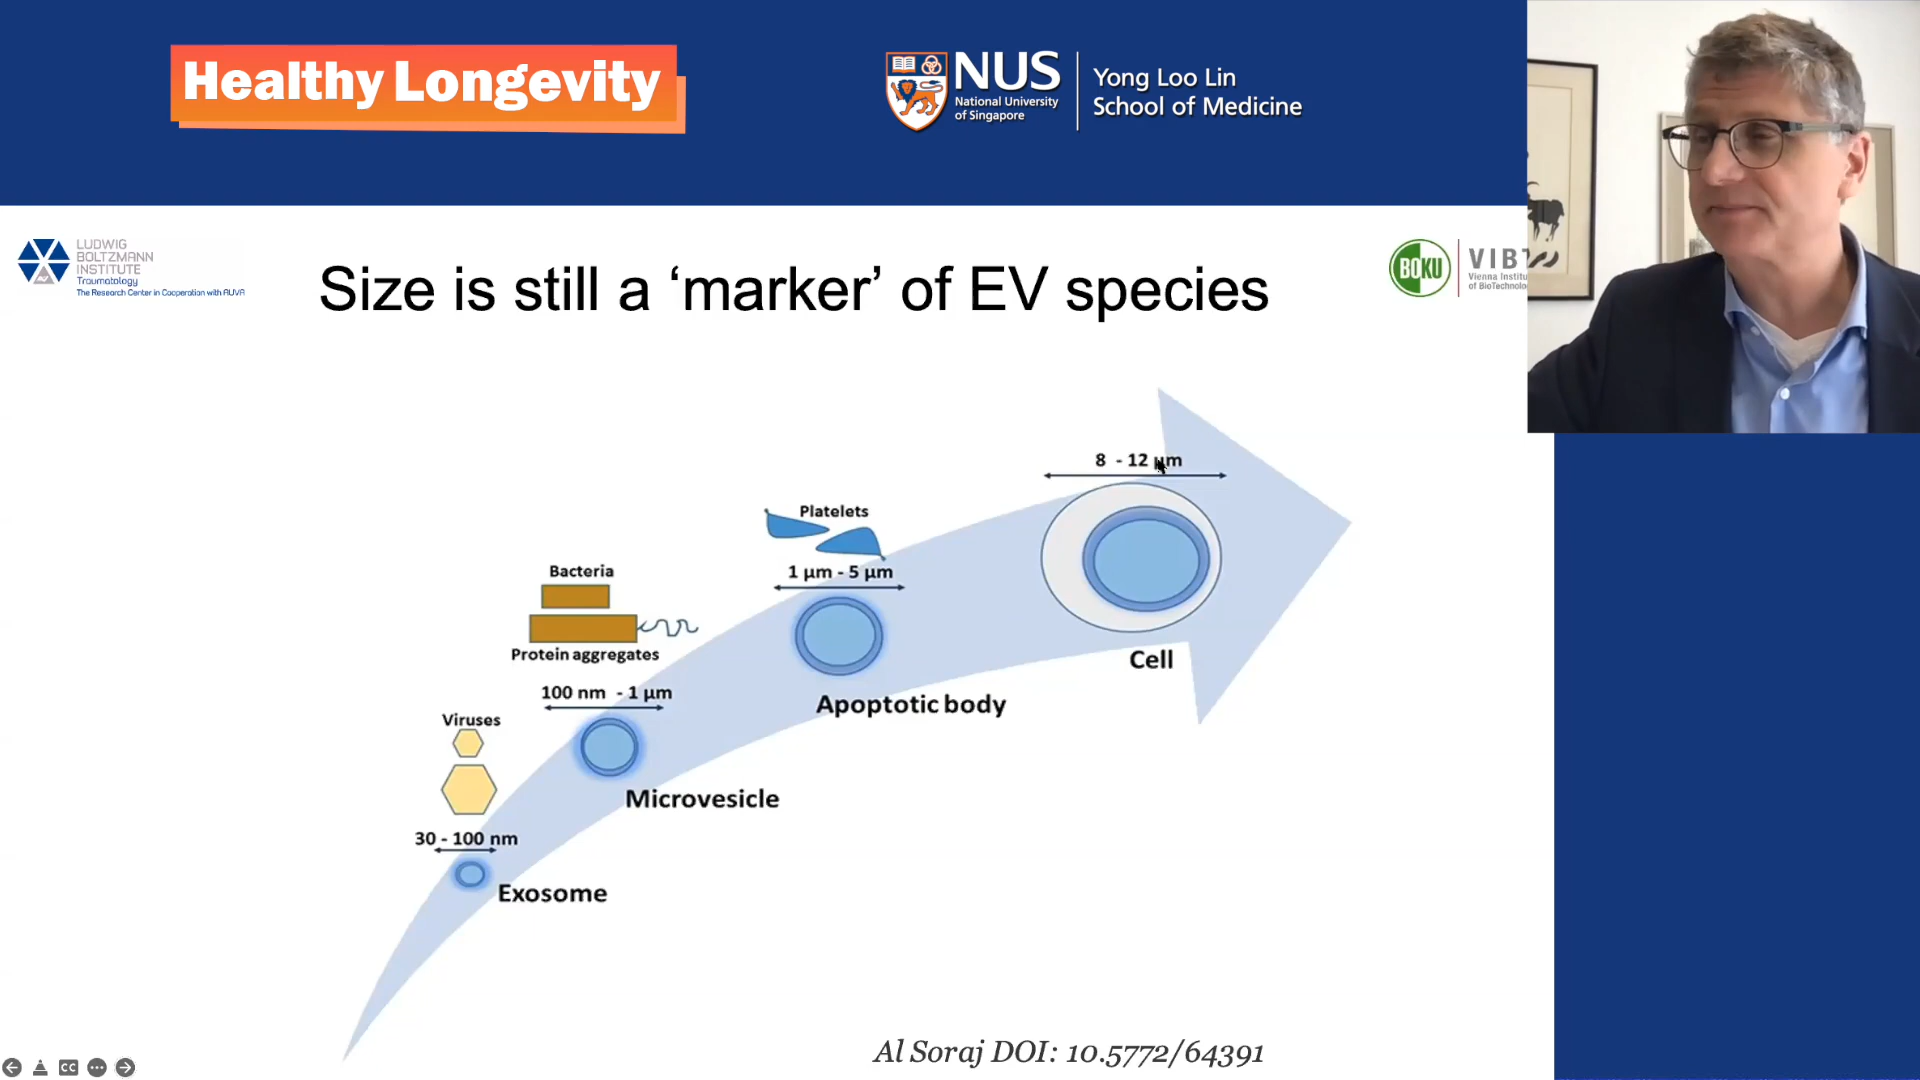 Healthy Longevity
NUS
National University
of Singapore
Yong Loo Lin
School of Medicine
LUDWIG
BOLTZMANN
INSTITUTE
Traumatology
The Research Center in Cooperation with AUVA
Size is still a ‘marker’ of EV species
BOKU
Vienna
of
8 - 12 µm
Platelets
1 µm - 5 µm
Bacteria
Protein aggregates
Cell
100 nm - 1 µm
Apoptotic body
Viruses
Microvesicle
30 - 100 nm
Exosome
Al Soraj DOI: 10.5772/64391
CC